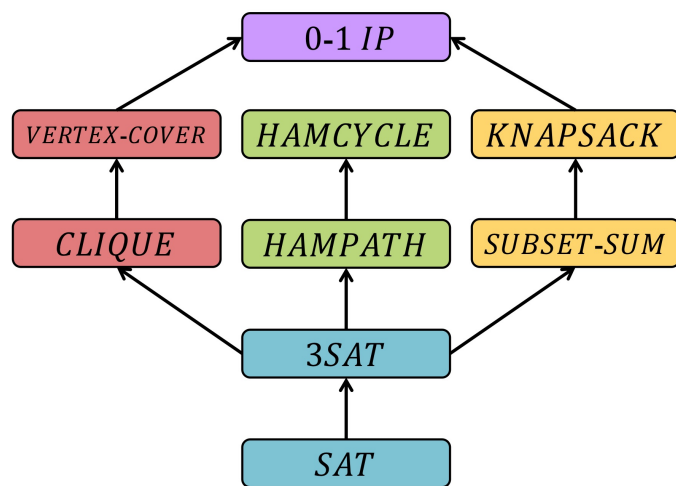 0-1 IP
VERTEX-COVER
HAMCYCLE
KNAPSACK
CLIQUE
HAMPATH
SUBSET-SUM
3SAT
SAT